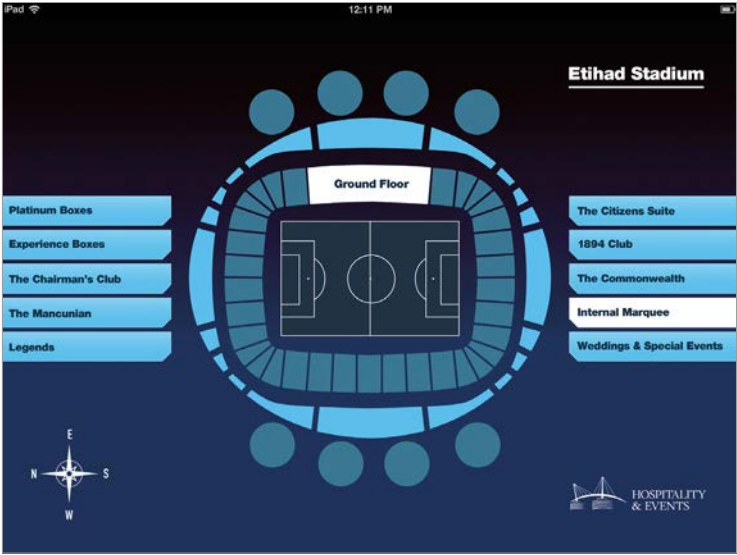 iPad
12:11 PM
Etihad Stadium
Ground Floor
Platinum Boxes
Experience Boxes
The Chairman's Club
The Mancunian
Legends
The Citizens Suite
1894 Club
The Commonwealth
Internal Marquee
Weddings & Special Events
E
N
S
W
HOSPITALITY
& EVENTS